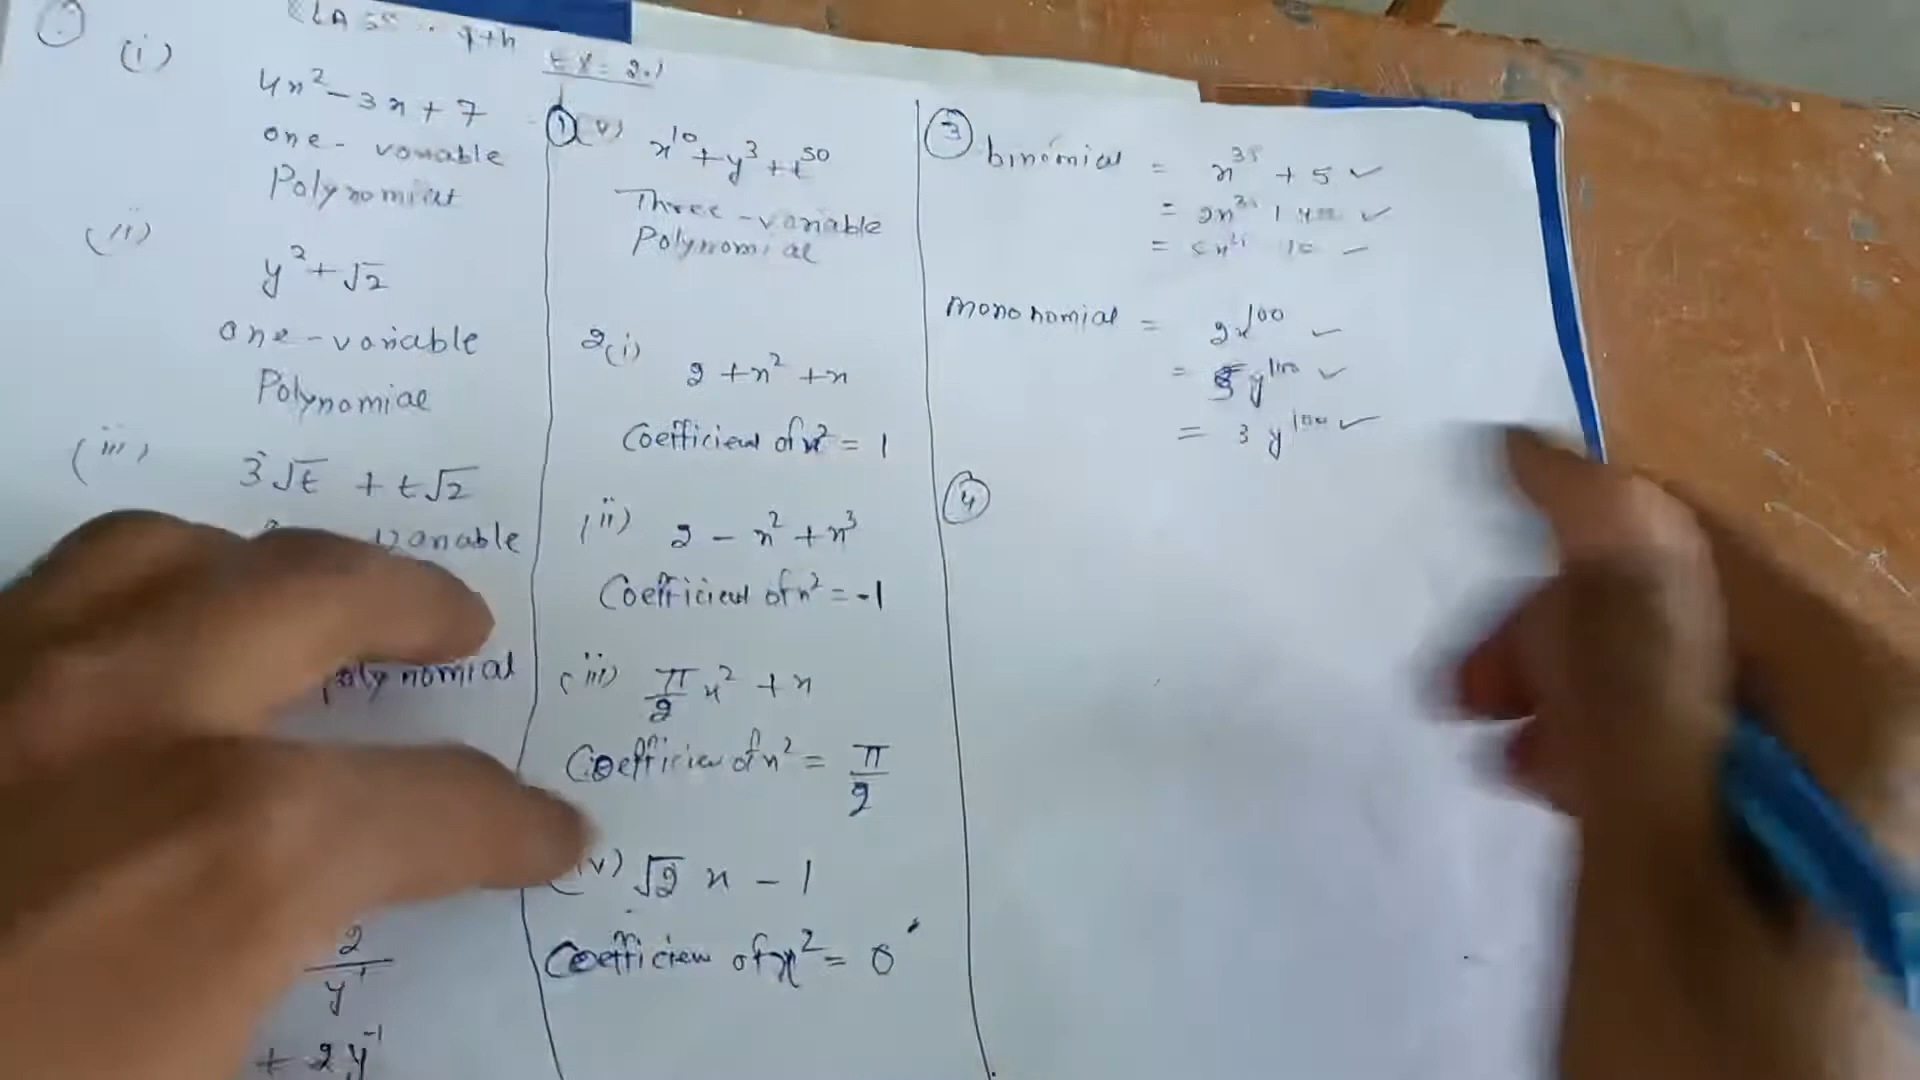 CLASS .. 9th
EX = 2.1
(i)
4x² - 3x + 7
one - variable
Polynomial
(ii)
y² + √2
one - variable
Polynomial
(iii)
3√t + t√2
variable
polynomial
2
y
+ 2y⁻¹
① (v) x¹⁰ + y³ + t⁵⁰
Three - variable
Polynomial
2(i)
2 + x² + x
Coefficient of x² = 1
(ii) 2 - x² + x³
Coefficient of x² = -1
(iii) π/2 x² + x
Coefficient of x² = π/2
(iv) √2 x - 1
Coefficient of x² = 0
③ binomial = x³⁵ + 5 ✓
= 2x³⁵ ✓
=
monomial = 2x¹⁰⁰ ✓
= 5y¹⁰⁰ ✓
= 3y¹⁰⁰ ✓
④